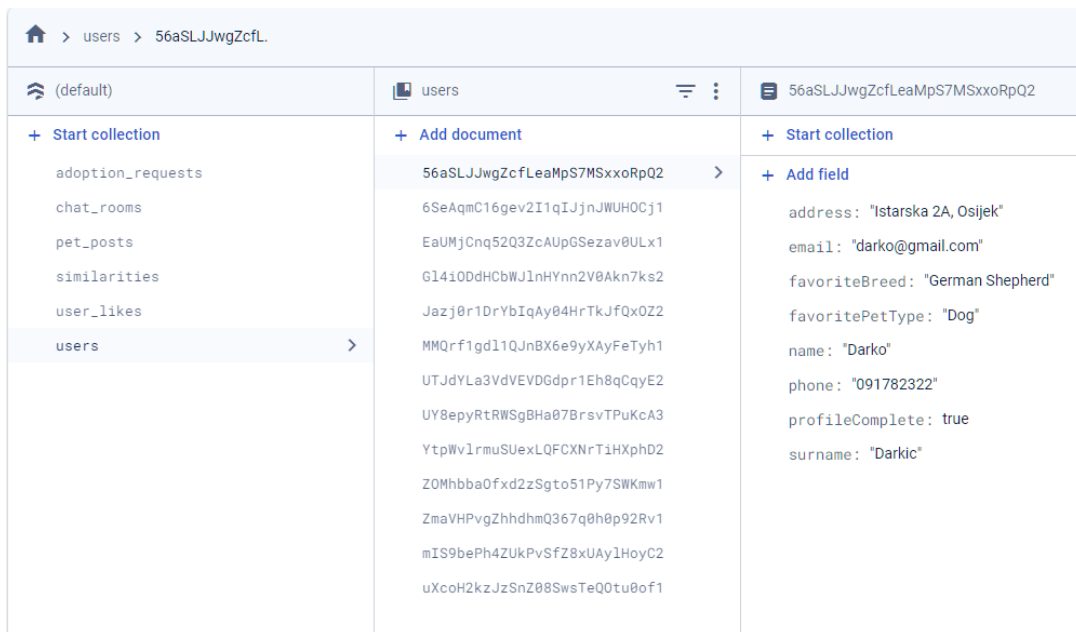 users > 56aSLJJwgZcfL.
(default)
+ Start collection
adoption_requests
chat_rooms
pet_posts
similarities
user_likes
users
users
+ Add document
56aSLJJwgZcfLeaMpS7MSxxoRpQ2
6SeAqmC16gev2I1qIJjnJWUHOCj1
EaUMjCnq52Q3ZcAUpGSezav0ULx1
Gl4iODdHCbWJlnHYnn2V0Akn7ks2
Jazj0r1DrYbIqAy04HrTkJfQxOZ2
MMQrf1gdl1QJnBX6e9yXAyFeTyh1
UTJdYLa3VdVEVDGdpr1Eh8qCqyE2
UY8epyRtRWSgBHa07BrsvTPuKcA3
YtpWvlrmuSUexLQFCXNrTiHXphD2
ZOMhbbaOfxd2zSgto51Py7SWKmw1
ZmaVHPvgZhhdhmQ367q0h0p92Rv1
mIS9bePh4ZUkPvSfZ8xUAylHoyC2
uXcoH2kzJzSnZ08SwsTeQOtu0of1
56aSLJJwgZcfLeaMpS7MSxxoRpQ2
+ Start collection
+ Add field
address: "Istarska 2A, Osijek"
email: "darko@gmail.com"
favoriteBreed: "German Shepherd"
favoritePetType: "Dog"
name: "Darko"
phone: "091782322"
profileComplete: true
surname: "Darkic"